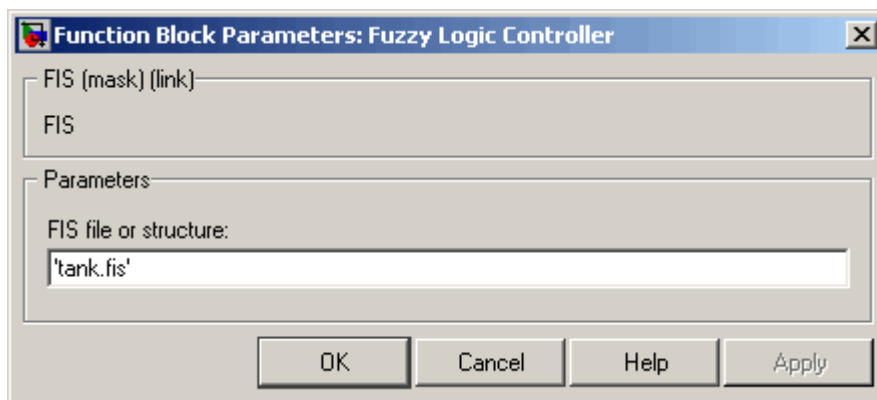 Function Block Parameters: Fuzzy Logic Controller
FIS (mask) (link)
FIS
Parameters
FIS file or structure:
'tank.fis'
OK Cancel Help Apply